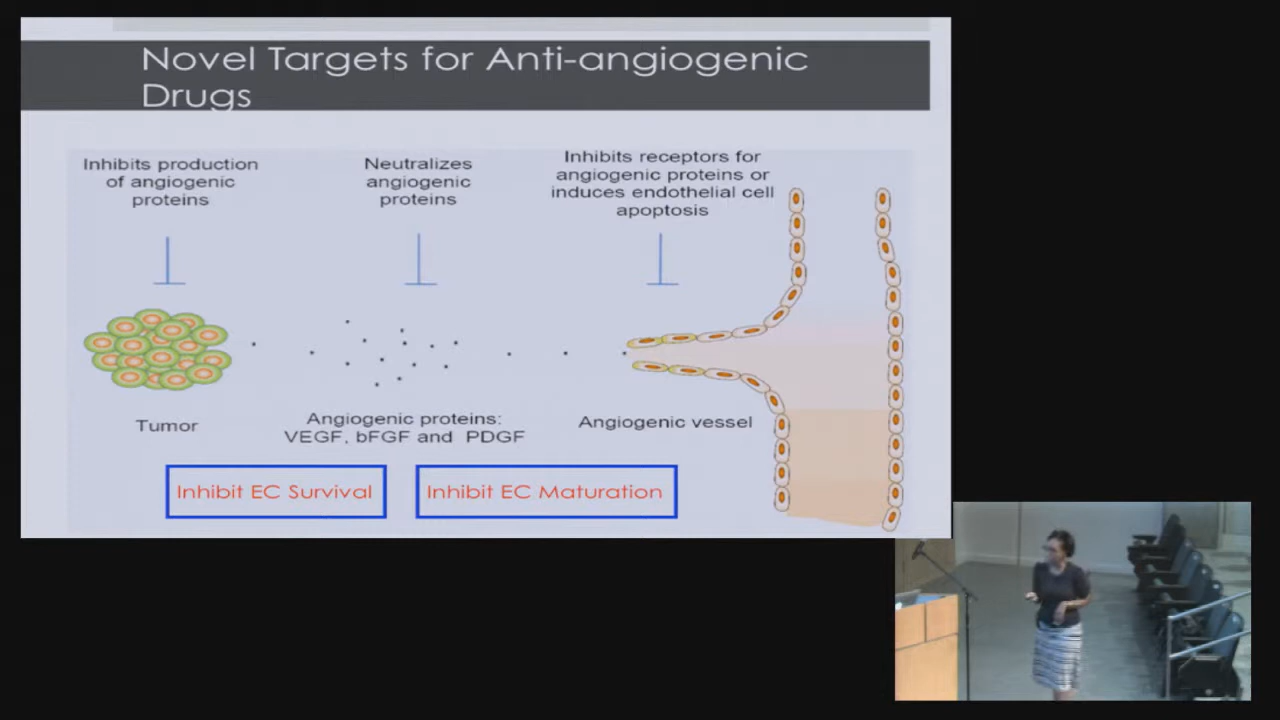 Novel Targets for Anti-angiogenic
Drugs
Inhibits production
of angiogenic
proteins
Neutralizes
angiogenic
proteins
Inhibits receptors for
angiogenic proteins or
induces endothelial cell
apoptosis
Tumor
Angiogenic proteins:
VEGF, bFGF and PDGF
Angiogenic vessel
Inhibit EC Survival
Inhibit EC Maturation